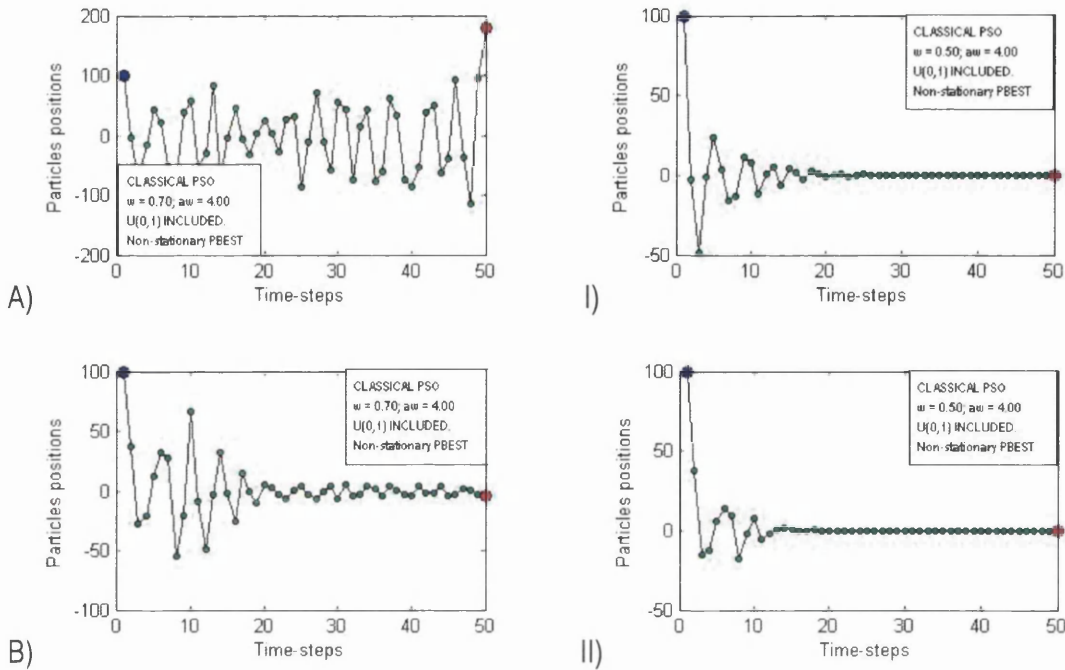 200
100
0
-100
-200
Particles positions
CLASSICAL PSO
w = 0.70; aw = 4.00
U(0,1) INCLUDED.
Non-stationary PBEST
0 10 20 30 40 50
Time-steps
A)
100
50
0
-50
Particles positions
CLASSICAL PSO
w = 0.50; aw = 4.00
U(0,1) INCLUDED.
Non-stationary PBEST
0 10 20 30 40 50
Time-steps
I)
100
50
0
-50
-100
Particles positions
CLASSICAL PSO
w = 0.70; aw = 4.00
U(0,1) INCLUDED.
Non-stationary PBEST
0 10 20 30 40 50
Time-steps
B)
100
50
0
-50
Particles positions
CLASSICAL PSO
w = 0.50; aw = 4.00
U(0,1) INCLUDED.
Non-stationary PBEST
0 10 20 30 40 50
Time-steps
II)